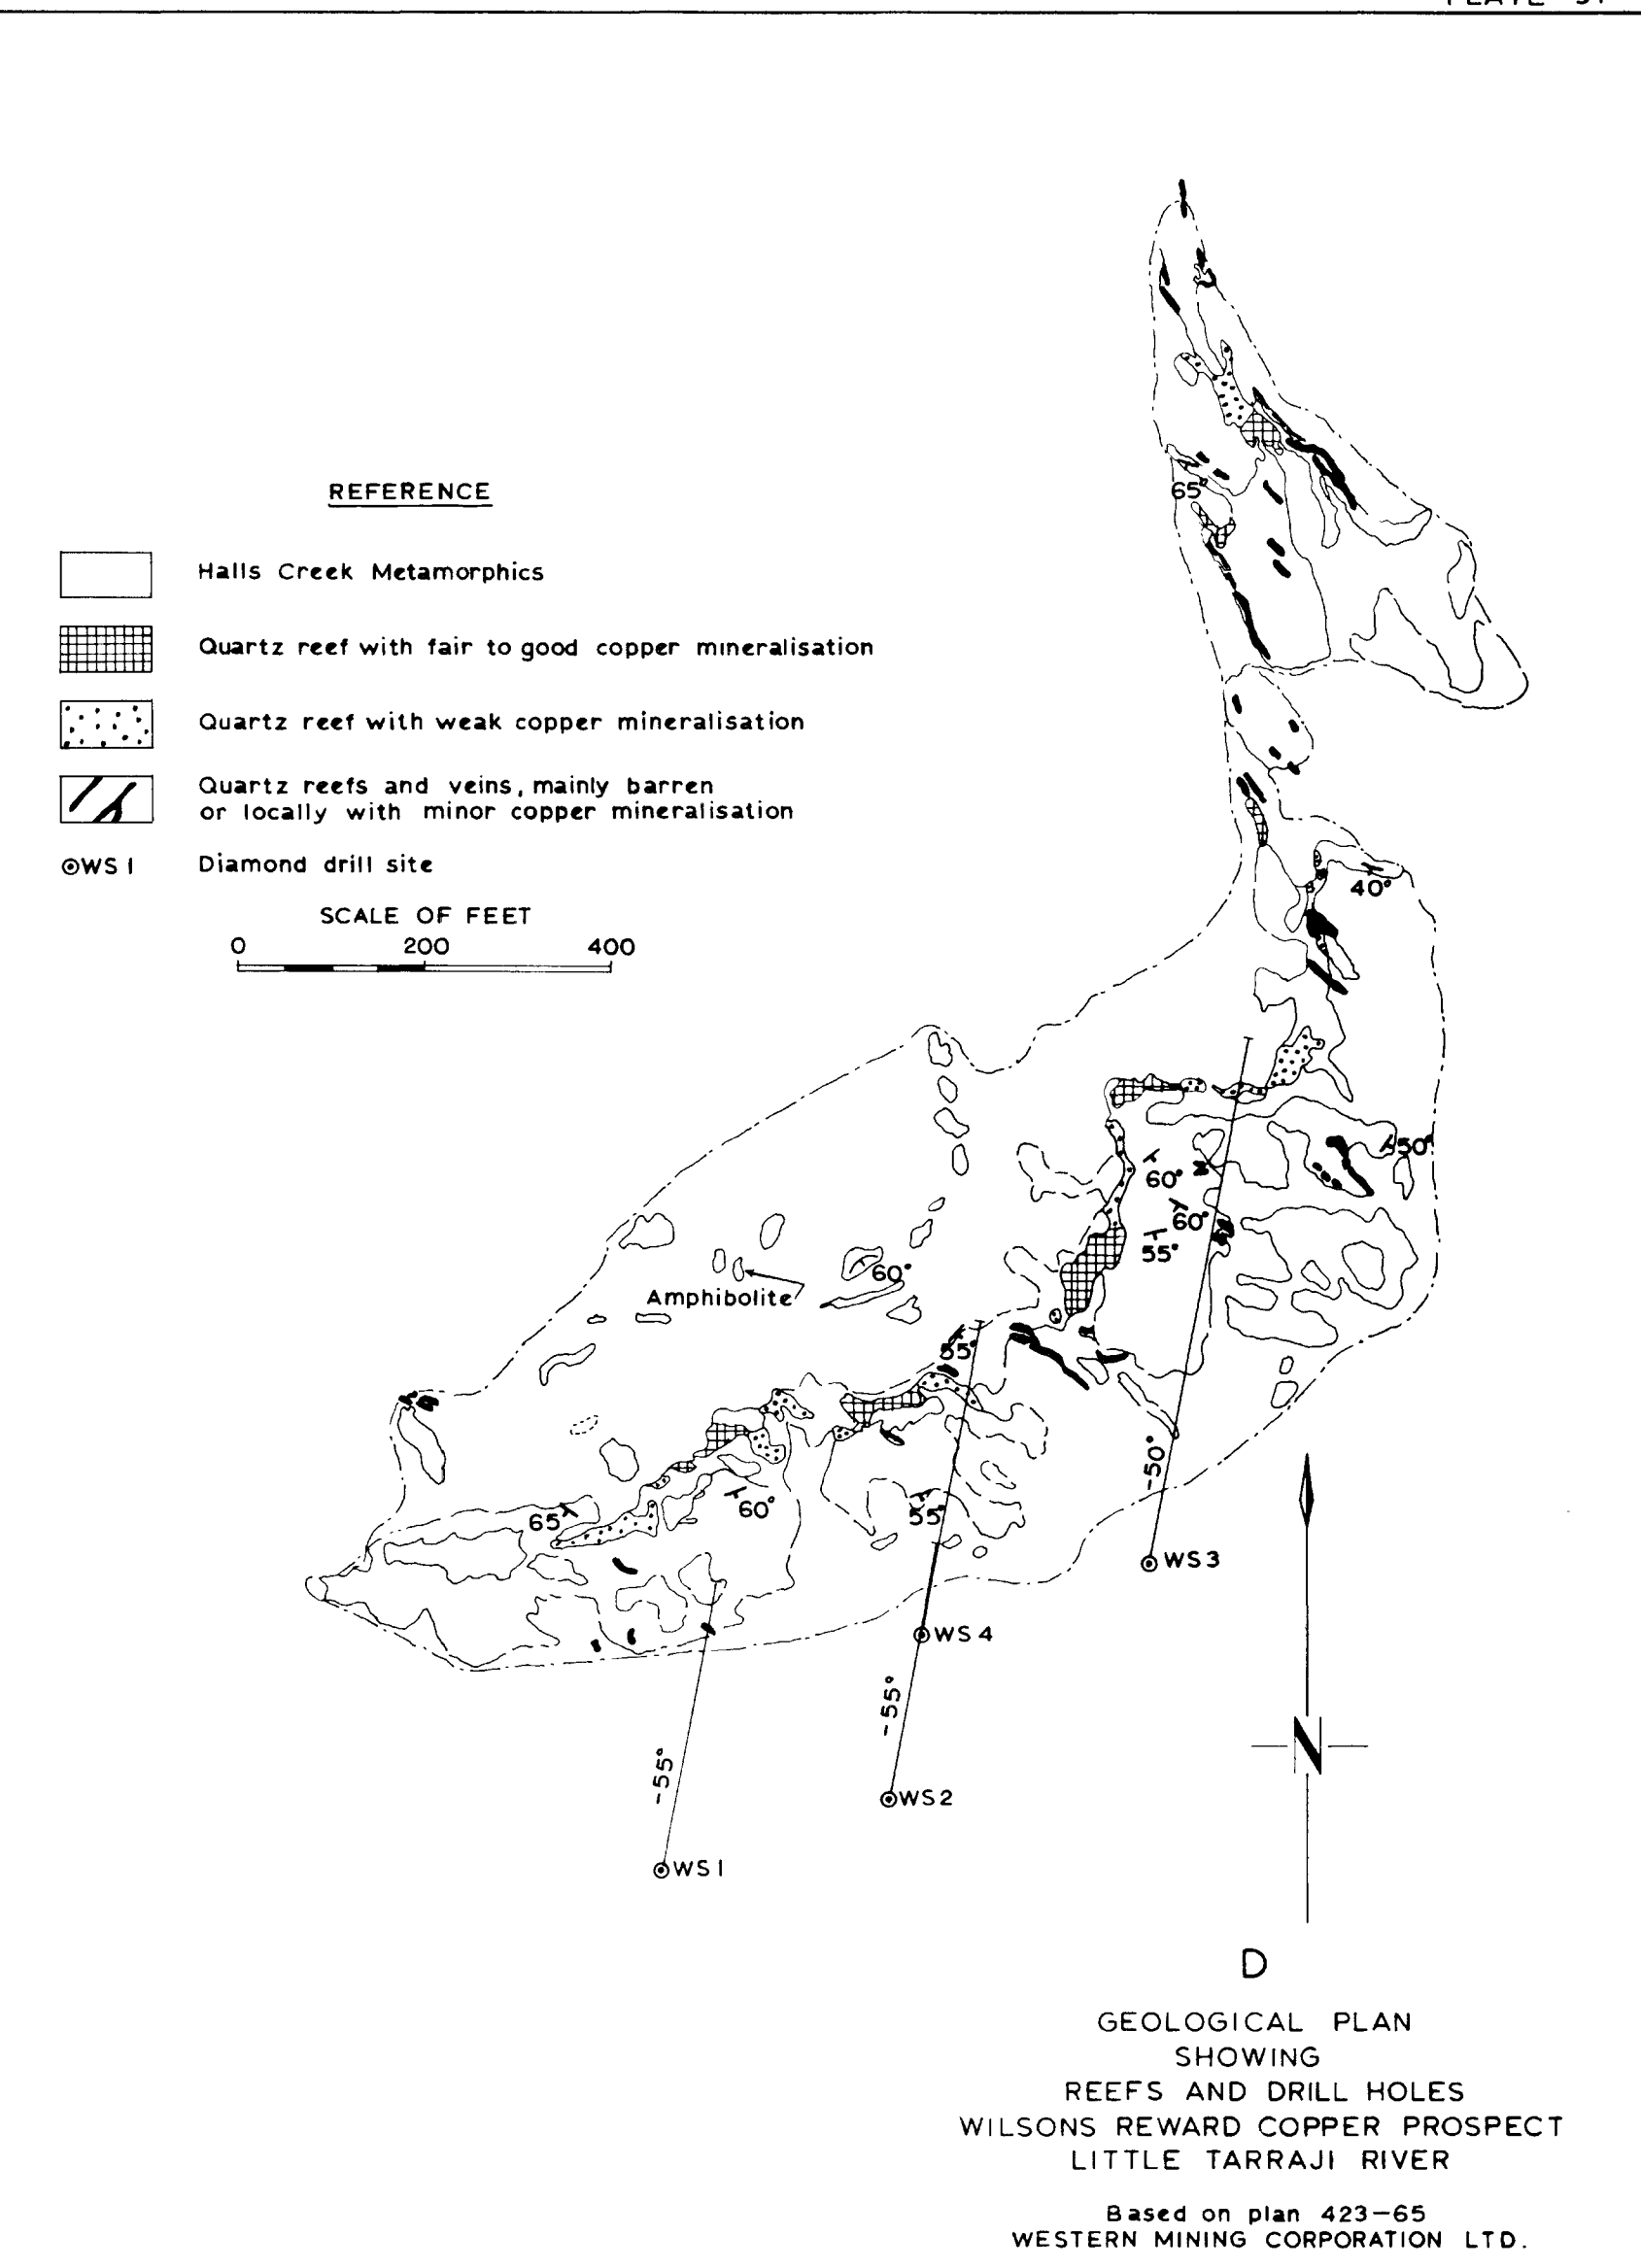 REFERENCE
Halls Creek Metamorphics
Quartz reef with fair to good copper mineralisation
Quartz reef with weak copper mineralisation
Quartz reefs and veins, mainly barren
or locally with minor copper mineralisation
WS 1 Diamond drill site
SCALE OF FEET
0 200 400
65°
40°
50°
60°
60°
55°
60°
Amphibolite
55°
-50°
60°
65°
55°
WS 3
WS 4
-55°
-55°
WS 2
WS 1
N
D
GEOLOGICAL PLAN
SHOWING
REEFS AND DRILL HOLES
WILSONS REWARD COPPER PROSPECT
LITTLE TARRAJI RIVER
Based on plan 423-65
WESTERN MINING CORPORATION LTD.